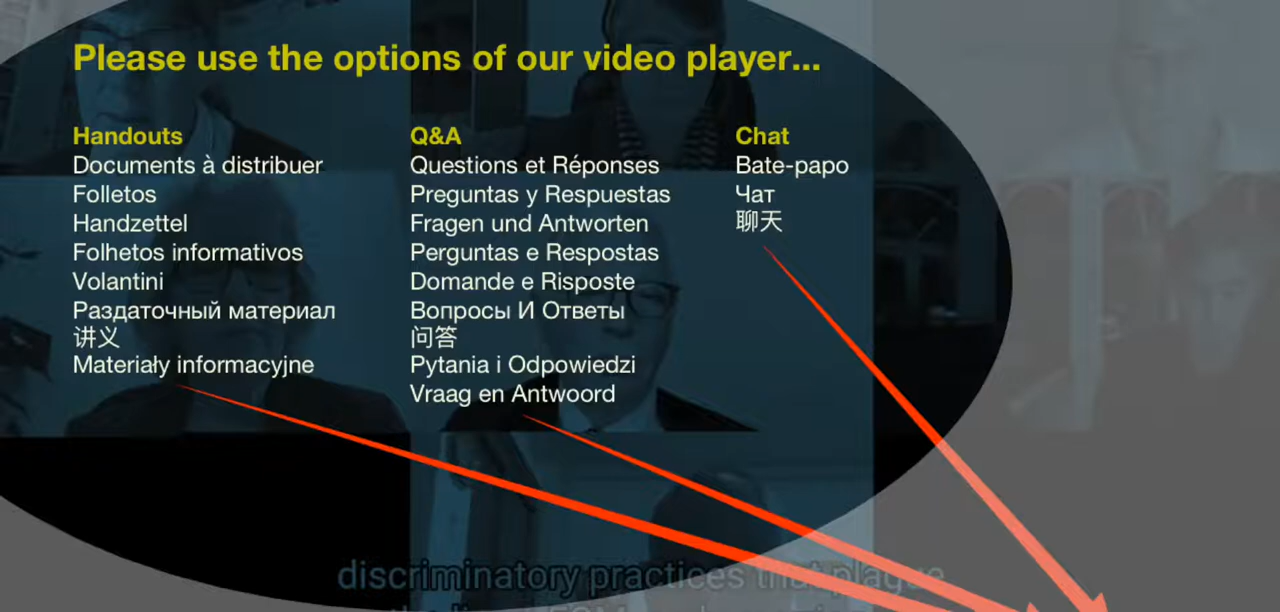 Please use the options of our video player...
Handouts
Documents à distribuer
Folletos
Handzettel
Folhetos informativos
Volantini
Раздаточный материал
讲义
Materiały informacyjne
Q&A
Questions et Réponses
Preguntas y Respuestas
Fragen und Antworten
Perguntas e Respostas
Domande e Risposte
Вопросы И Ответы
问答
Pytania i Odpowiedzi
Vraag en Antwoord
Chat
Bate-papo
Чат
聊天
discriminatory practices that plague